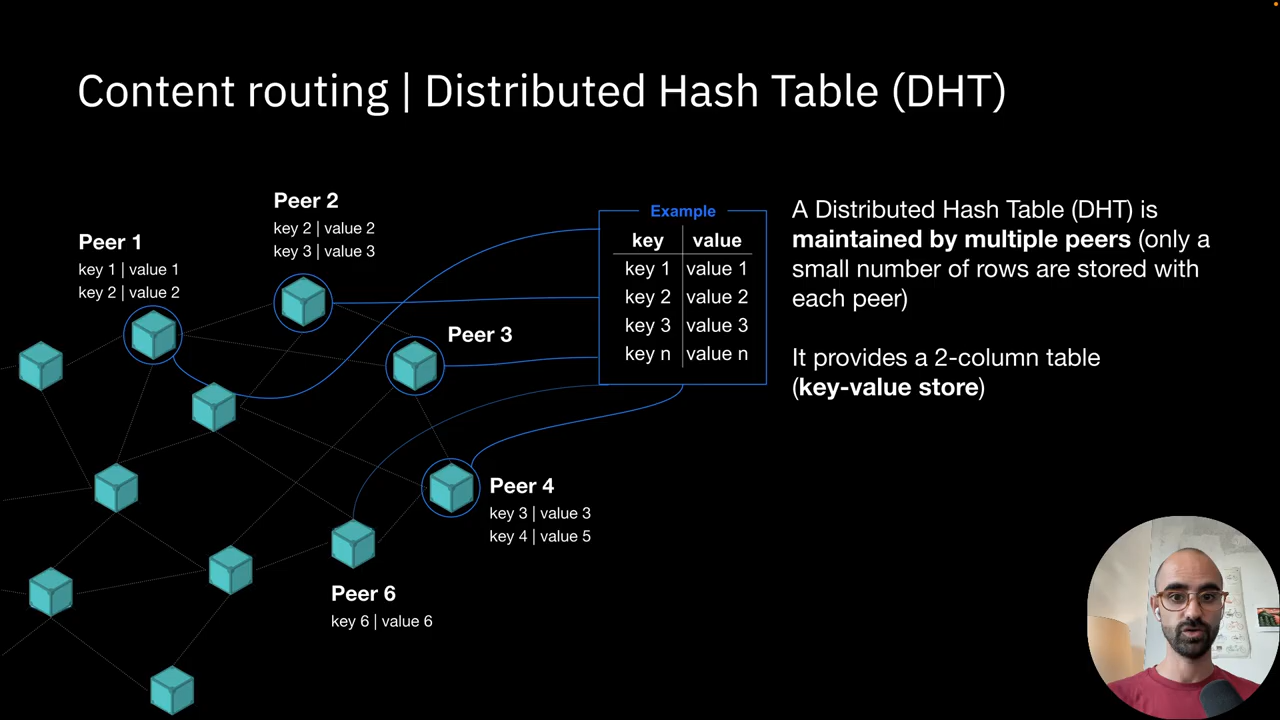 Content routing | Distributed Hash Table (DHT)
Peer 1
key 1 | value 1
key 2 | value 2
Peer 2
key 2 | value 2
key 3 | value 3
Peer 3
Peer 4
key 3 | value 3
key 4 | value 5
Peer 6
key 6 | value 6
Example
key value
key 1 value 1
key 2 value 2
key 3 value 3
key n value n
A Distributed Hash Table (DHT) is
maintained by multiple peers (only a
small number of rows are stored with
each peer)
It provides a 2-column table
(key-value store)